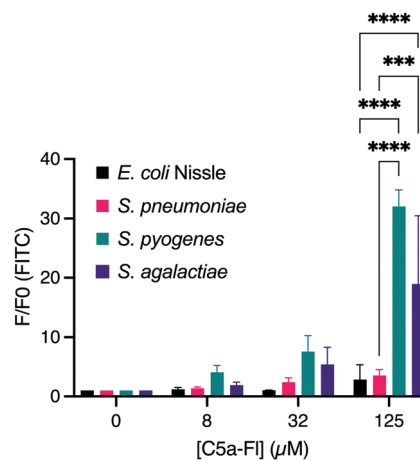 ****
***
****
****
40
30
20
10
0
F/F0 (FITC)
E. coli Nissle
S. pneumoniae
S. pyogenes
S. agalactiae
0 8 32 125
[C5a-Fl] (µM)